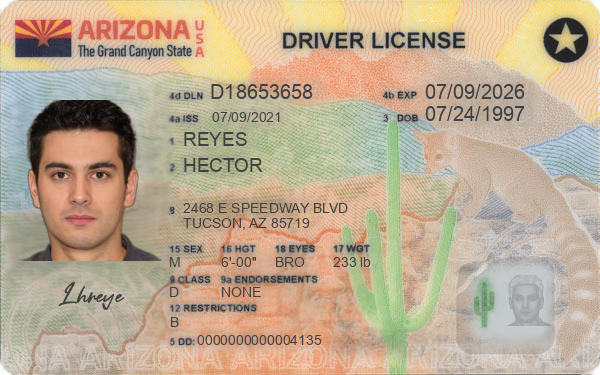 ARIZONA USA
The Grand Canyon State
DRIVER LICENSE
4d DLN D18653658
4b EXP 07/09/2026
4a ISS 07/09/2021
3 DOB 07/24/1997
1 REYES
2 HECTOR
8 2468 E SPEEDWAY BLVD
TUCSON, AZ 85719
15 SEX 16 HGT 18 EYES 17 WGT
M 6'-00" BRO 233 lb
9 CLASS 9a ENDORSEMENTS
D NONE
12 RESTRICTIONS
B
5 DD: 0000000000004135
Lhreye
ARIZONA ARIZONA ARIZONA ARIZONA